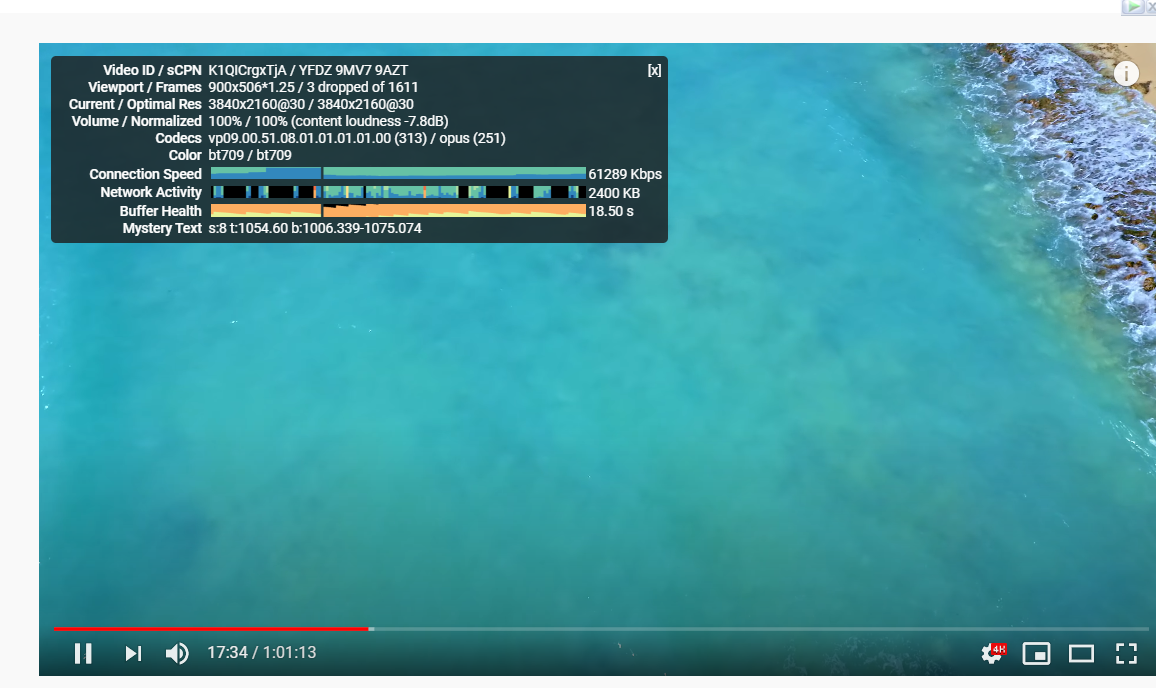 Video ID / sCPN K1QICrgxTjA / YFDZ 9MV7 9AZT [x]
Viewport / Frames 900x506*1.25 / 3 dropped of 1611
Current / Optimal Res 3840x2160@30 / 3840x2160@30
Volume / Normalized 100% / 100% (content loudness -7.8dB)
Codecs vp09.00.51.08.01.01.01.01.00 (313) / opus (251)
Color bt709 / bt709
Connection Speed 61289 Kbps
Network Activity 2400 KB
Buffer Health 18.50 s
Mystery Text s:8 t:1054.60 b:1006.339-1075.074
17:34 / 1:01:13 4K